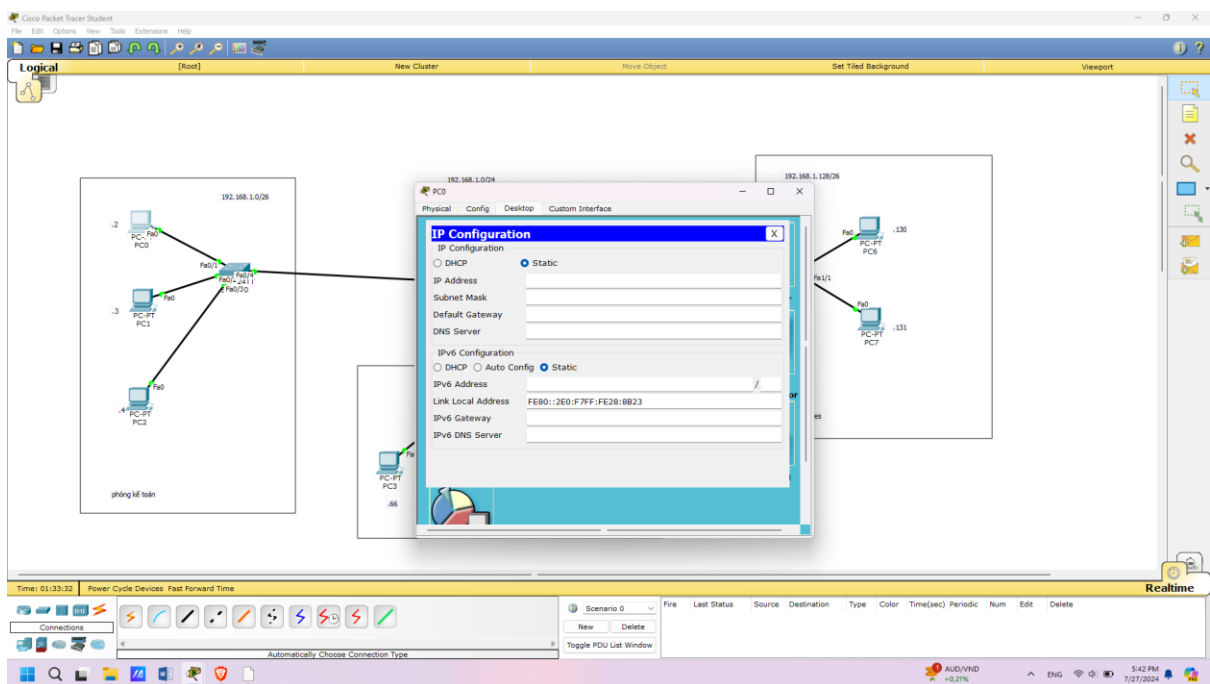 Cisco Packet Tracer Student
File Edit Options View Tools Extensions Help
Logical [Root] New Cluster Move Object Set Tiled Background Viewport
192.168.1.0/26
.2
Fa0
PC0
Fa0/1
Fa0/4
Fa0/3
Fa0
.3
PC-PT
PC1
Fa0
.4
PC-PT
PC2
phòng kế toán
192.168.1.0/24
PC-PT
PC3
.66
192.168.1.128/26
Fa0
.130
PC-PT
PC6
Fa1/1
Fa0
.131
PC-PT
PC7
PC0
Physical Config Desktop Custom Interface
IP Configuration
X
IP Configuration
DHCP Static
IP Address
Subnet Mask
Default Gateway
DNS Server
IPv6 Configuration
DHCP Auto Config Static
IPv6 Address /
Link Local Address FE80::2E0:F7FF:FE28:8B23
IPv6 Gateway
IPv6 DNS Server
Time: 01:33:32 Power Cycle Devices Fast Forward Time Realtime
Connections
Automatically Choose Connection Type
Scenario 0
New Delete
Toggle PDU List Window
Fire Last Status Source Destination Type Color Time(sec) Periodic Num Edit Delete
AUD/VND
+0,21%
ENG
5:42 PM
7/27/2024